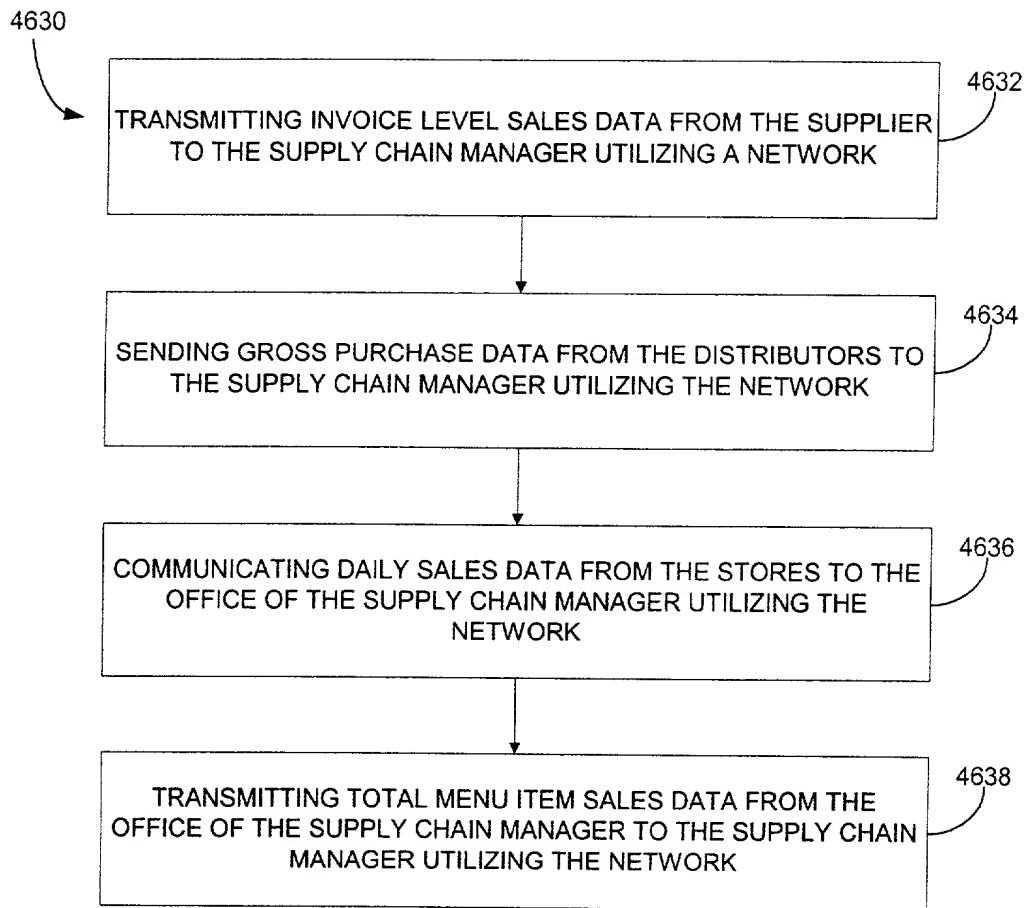 4630
4632
TRANSMITTING INVOICE LEVEL SALES DATA FROM THE SUPPLIER
TO THE SUPPLY CHAIN MANAGER UTILIZING A NETWORK
4634
SENDING GROSS PURCHASE DATA FROM THE DISTRIBUTORS TO
THE SUPPLY CHAIN MANAGER UTILIZING THE NETWORK
4636
COMMUNICATING DAILY SALES DATA FROM THE STORES TO THE
OFFICE OF THE SUPPLY CHAIN MANAGER UTILIZING THE
NETWORK
4638
TRANSMITTING TOTAL MENU ITEM SALES DATA FROM THE
OFFICE OF THE SUPPLY CHAIN MANAGER TO THE SUPPLY CHAIN
MANAGER UTILIZING THE NETWORK